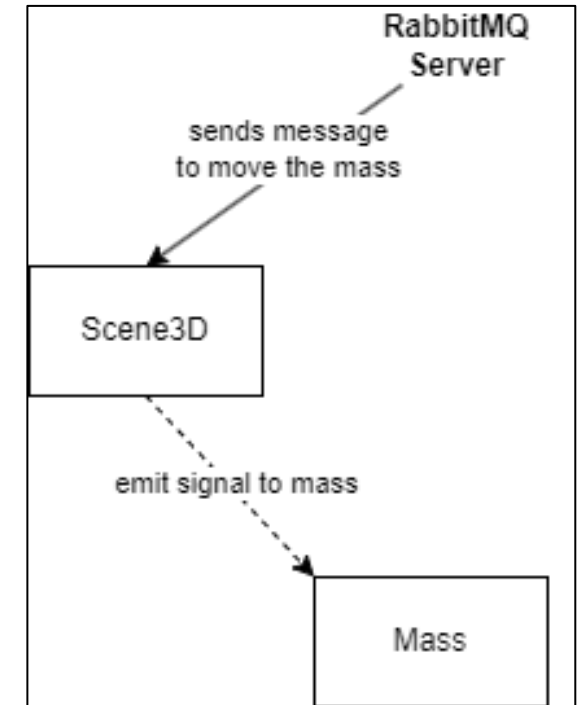 RabbitMQ
Server
sends message
to move the mass
Scene3D
emit signal to mass
Mass